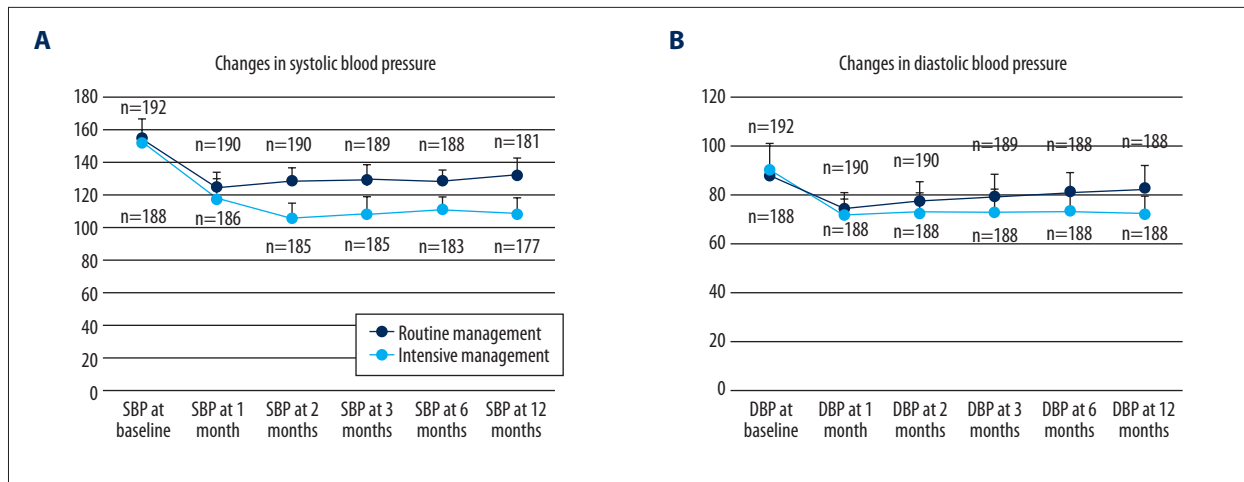 A
Changes in systolic blood pressure
180
160
140
120
100
80
60
40
20
0
n=192
n=190
n=190
n=189
n=188
n=181
n=188
n=186
n=185
n=185
n=183
n=177
Routine management
Intensive management
SBP at
baseline
SBP at 1
month
SBP at 2
months
SBP at 3
months
SBP at 6
months
SBP at 12
months
B
Changes in diastolic blood pressure
120
100
80
60
40
20
0
n=192
n=190
n=190
n=189
n=188
n=188
n=188
n=188
n=188
n=188
n=188
n=188
DBP at
baseline
DBP at 1
month
DBP at 2
months
DBP at 3
months
DBP at 6
months
DBP at 12
months